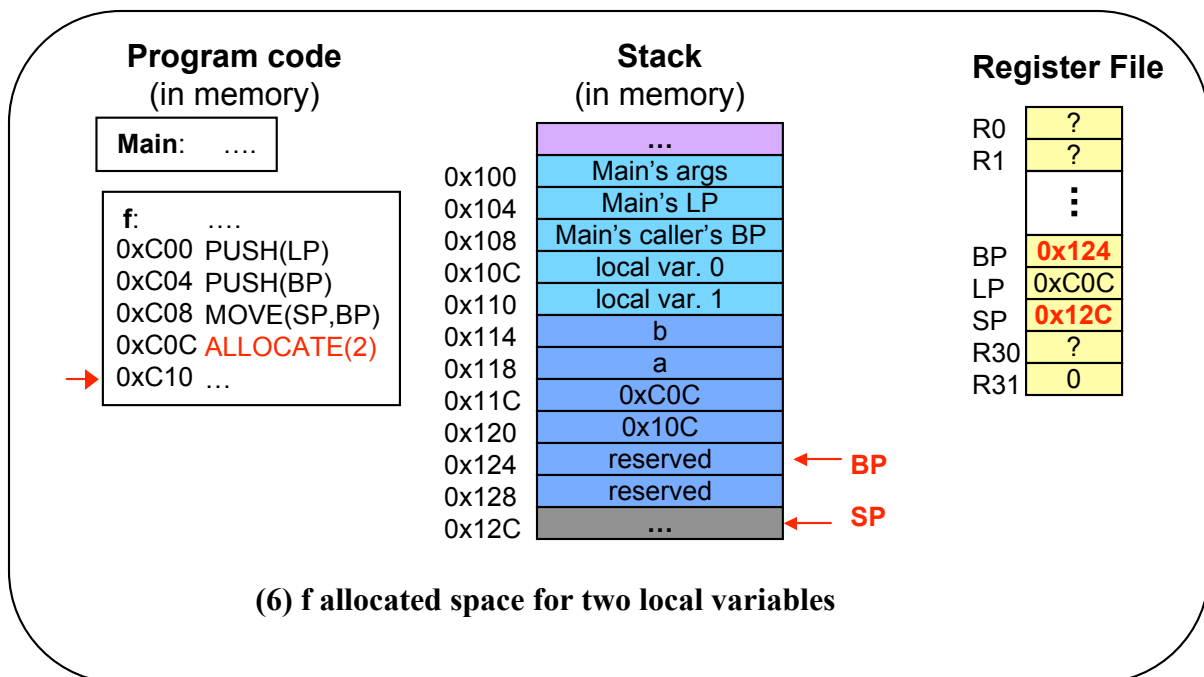 Program code
(in memory)
Main: ....
f: ....
0xC00 PUSH(LP)
0xC04 PUSH(BP)
0xC08 MOVE(SP,BP)
0xC0C ALLOCATE(2)
0xC10 ...
Stack
(in memory)
...
0x100 Main's args
0x104 Main's LP
0x108 Main's caller's BP
0x10C local var. 0
0x110 local var. 1
0x114 b
0x118 a
0x11C 0xC0C
0x120 0x10C
0x124 reserved
BP
0x128 reserved
0x12C ...
SP
Register File
R0 ?
R1 ?
⋮
BP 0x124
LP 0xC0C
SP 0x12C
R30 ?
R31 0
(6) f allocated space for two local variables